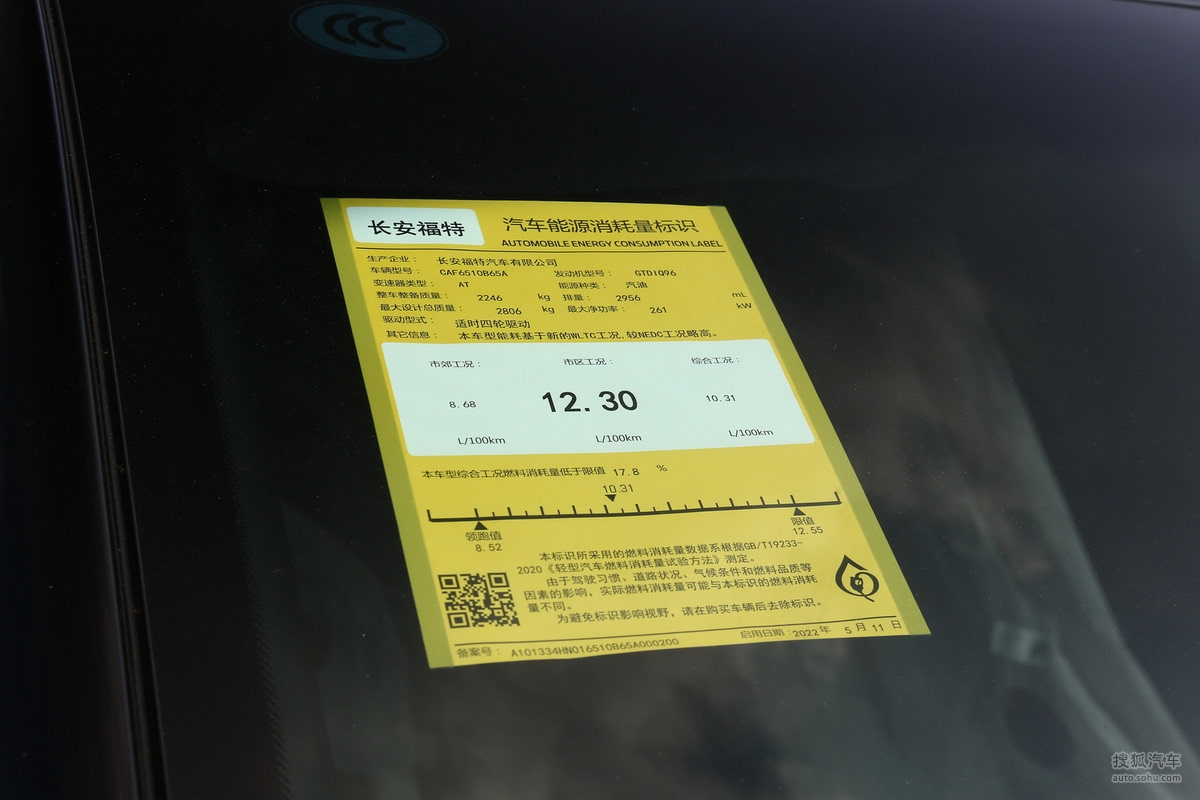 CCC
长安福特
汽车能源消耗量标识
AUTOMOBILE ENERGY CONSUMPTION LABEL
生产企业： 长安福特汽车有限公司
车辆型号： CAF6510B65A 发动机型号： GTDIQ96
变速器类型： AT 能源种类： 汽油
整车整备质量： 2246 kg 排量： 2956 mL
最大设计总质量： 2806 kg 最大净功率： 261 kW
驱动型式： 适时四轮驱动
其它信息： 本车型能耗基于新的WLTC工况,较NEDC工况略高。
市郊工况： 市区工况： 综合工况：
8.68 12.30 10.31
L/100km L/100km L/100km
本车型综合工况燃料消耗量低于限值 17.8 %
10.31
领跑值 限值
8.52 12.55
本标识所采用的燃料消耗量数据系根据GB/T19233-
2020《轻型汽车燃料消耗量试验方法》测定。
由于驾驶习惯、道路状况、气候条件和燃料品质等
因素的影响，实际燃料消耗量可能与本标识的燃料消耗
量不同。
为避免标识影响视野，请在购买车辆后去除标识。
备案号： A101334HN016510B65A000200 启用日期：2022年 5 月 11 日
搜狐汽车
auto.sohu.com